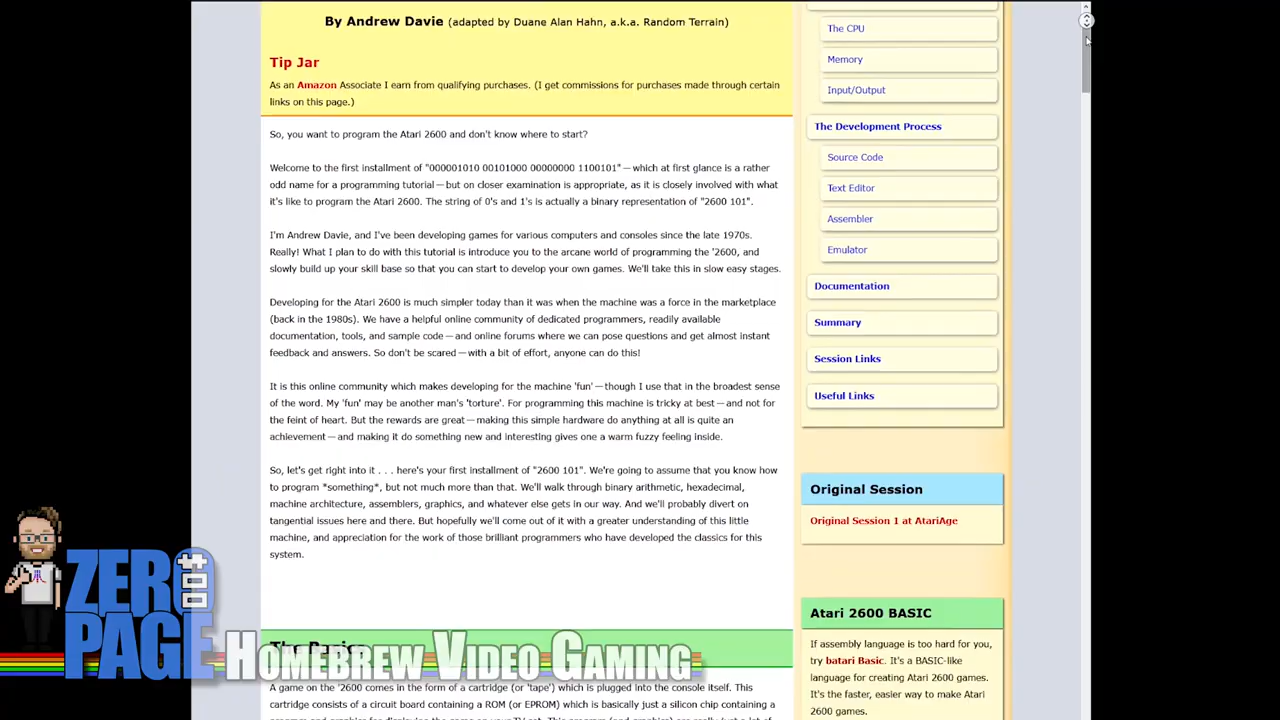 By Andrew Davie (adapted by Duane Alan Hahn, a.k.a. Random Terrain)
Tip Jar
As an Amazon Associate I earn from qualifying purchases. (I get commissions for purchases made through certain
links on this page.)
So, you want to program the Atari 2600 and don't know where to start?
Welcome to the first installment of "000001010 00101000 00000000 1100101"—which at first glance is a rather
odd name for a programming tutorial—but on closer examination is appropriate, as it is closely involved with what
it's like to program the Atari 2600. The string of 0's and 1's is actually a binary representation of "2600 101".
I'm Andrew Davie, and I've been developing games for various computers and consoles since the late 1970s.
Really! What I plan to do with this tutorial is introduce you to the arcane world of programming the '2600, and
slowly build up your skill base so that you can start to develop your own games. We'll take this in slow easy stages.
Developing for the Atari 2600 is much simpler today than it was when the machine was a force in the marketplace
(back in the 1980s). We have a helpful online community of dedicated programmers, readily available
documentation, tools, and sample code—and online forums where we can pose questions and get almost instant
feedback and answers. So don't be scared—with a bit of effort, anyone can do this!
It is this online community which makes developing for the machine 'fun'—though I use that in the broadest sense
of the word. My 'fun' may be another man's 'torture'. For programming this machine is tricky at best—and not for
the feint of heart. But the rewards are great—making this simple hardware do anything at all is quite an
achievement—and making it do something new and interesting gives one a warm fuzzy feeling inside.
So, let's get right into it . . . here's your first installment of "2600 101". We're going to assume that you know how
to program *something*, but not much more than that. We'll walk through binary arithmetic, hexadecimal,
machine architecture, assemblers, graphics, and whatever else gets in our way. And we'll probably divert on
tangential issues here and there. But hopefully we'll come out of it with a greater understanding of this little
machine, and appreciation for the work of those brilliant programmers who have developed the classics for this
system.
The Basics
A game on the '2600 comes in the form of a cartridge (or 'tape') which is plugged into the console itself. This
cartridge consists of a circuit board containing a ROM (or EPROM) which is basically just a silicon chip containing a
The CPU
Memory
Input/Output
The Development Process
Source Code
Text Editor
Assembler
Emulator
Documentation
Summary
Session Links
Useful Links
Original Session
Original Session 1 at AtariAge
Atari 2600 BASIC
If assembly language is too hard for you,
try batari Basic. It's a BASIC-like
language for creating Atari 2600 games.
It's the faster, easier way to make Atari
2600 games.
ZERO
PAGE
HOMEBREW VIDEO GAMING